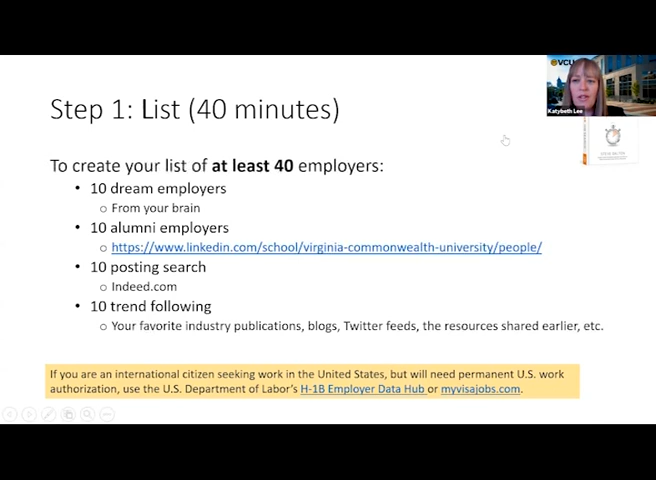 VCU
Katybeth Lee
Step 1: List (40 minutes)
To create your list of at least 40 employers:
• 10 dream employers
o From your brain
• 10 alumni employers
o https://www.linkedin.com/school/virginia-commonwealth-university/people/
• 10 posting search
o Indeed.com
• 10 trend following
o Your favorite industry publications, blogs, Twitter feeds, the resources shared earlier, etc.
If you are an international citizen seeking work in the United States, but will need permanent U.S. work
authorization, use the U.S. Department of Labor's H-1B Employer Data Hub or myvisajobs.com.